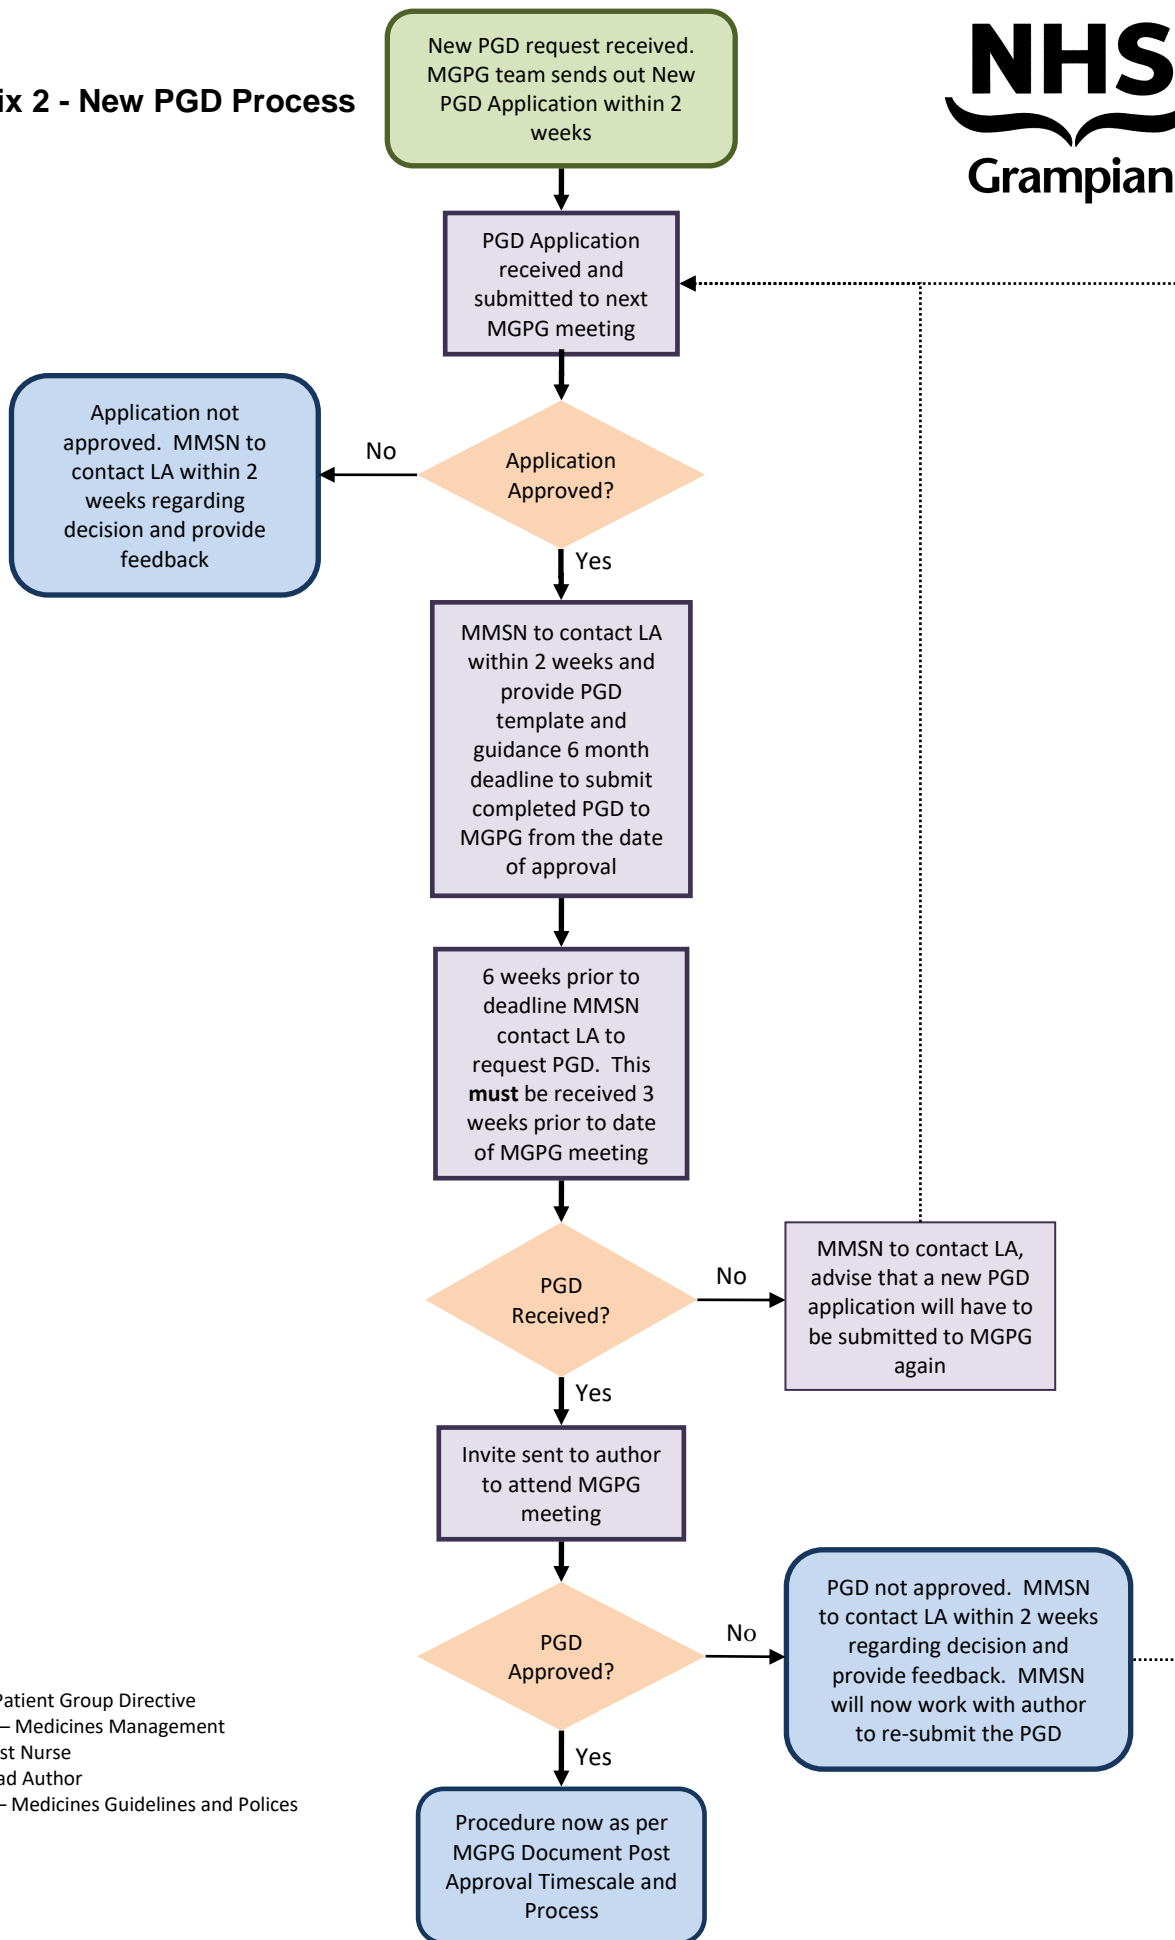 New PGD request received.
MGPG team sends out New
PGD Application within 2
weeks
ix 2 - New PGD Process
NHS
Grampian
PGD Application
received and
submitted to next
MGPG meeting
Application not
approved.  MMSN to
contact LA within 2
weeks regarding
decision and provide
feedback
No
Application
Approved?
Yes
MMSN to contact LA
within 2 weeks and
provide PGD
template and
guidance 6 month
deadline to submit
completed PGD to
MGPG from the date
of approval
6 weeks prior to
deadline MMSN
contact LA to
request PGD.  This
must be received 3
weeks prior to date
of MGPG meeting
PGD
Received?
No
MMSN to contact LA,
advise that a new PGD
application will have to
be submitted to MGPG
again
Yes
Invite sent to author
to attend MGPG
meeting
PGD
Approved?
No
PGD not approved.  MMSN
to contact LA within 2 weeks
regarding decision and
provide feedback.  MMSN
will now work with author
to re-submit the PGD
Yes
Patient Group Directive
– Medicines Management
st Nurse
ad Author
– Medicines Guidelines and Polices
Procedure now as per
MGPG Document Post
Approval Timescale and
Process